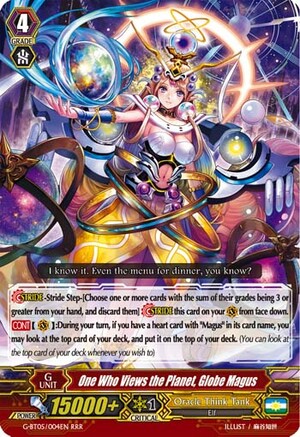 4
GRADE
I know it. Even the menu for dinner, you know?
STRIDE -Stride Step-[Choose one or more cards with the sum of their grades being 3 or
greater from your hand, and discard them] STRIDE this card on your from face down.
CONT [ ]:During your turn, if you have a heart card with "Magus" in its card name, you
may look at the top card of your deck, and put it on the top of your deck. (You can look at
the top card of your deck whenever you wish to)
G
UNIT
One Who Views the Planet, Globe Magus
POWER 15000+ 1
CRITICAL
Oracle Think Tank
Elf
G-BT05/004EN RRR
ILLUST / 麻谷知世